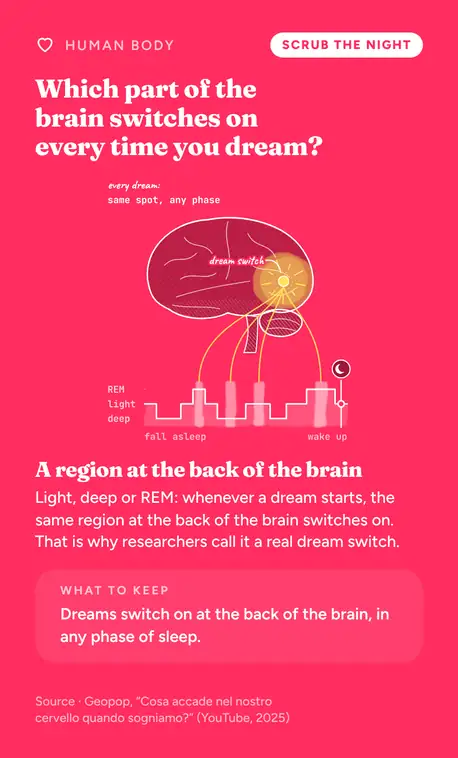 HUMAN BODY
SCRUB THE NIGHT
Which part of the
brain switches on
every time you dream?
every dream:
same spot, any phase
dream switch
REM
light
deep
fall asleep
wake up
A region at the back of the brain
Light, deep or REM: whenever a dream starts, the
same region at the back of the brain switches on.
That is why researchers call it a real dream switch.
WHAT TO KEEP
Dreams switch on at the back of the brain, in
any phase of sleep.
Source · Geopop, “Cosa accade nel nostro
cervello quando sogniamo?” (YouTube, 2025)